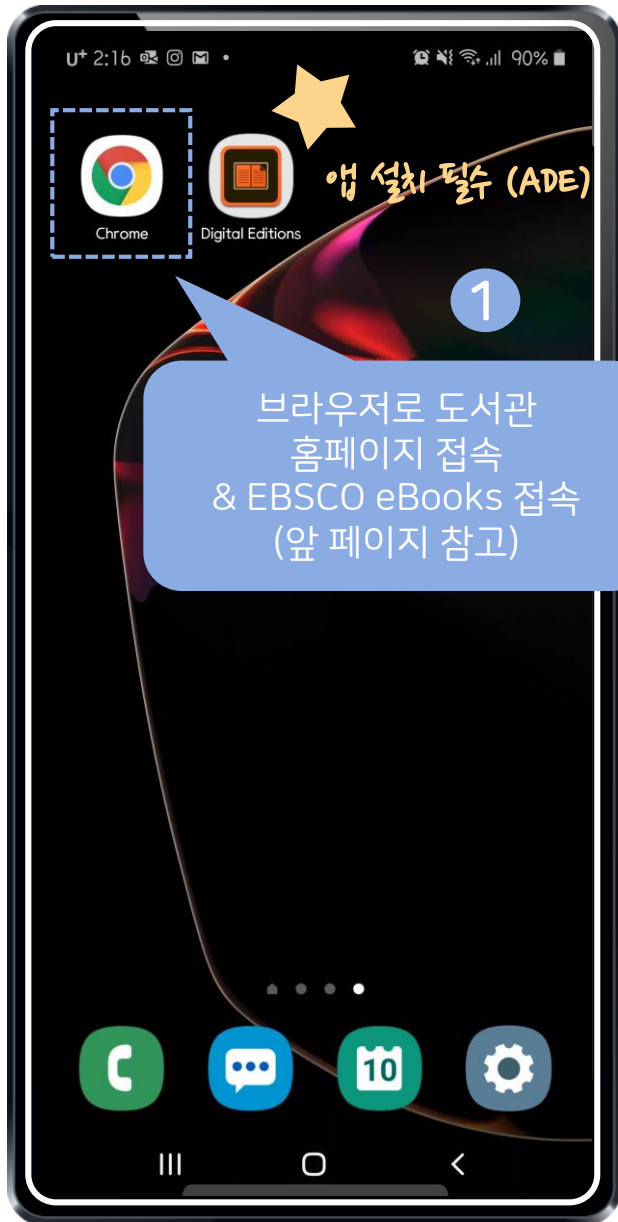 U+ 2:16
90%
앱 설치 필수 (ADE)
Chrome
Digital Editions
1
브라우저로 도서관
홈페이지 접속
& EBSCO eBooks 접속
(앞 페이지 참고)
10